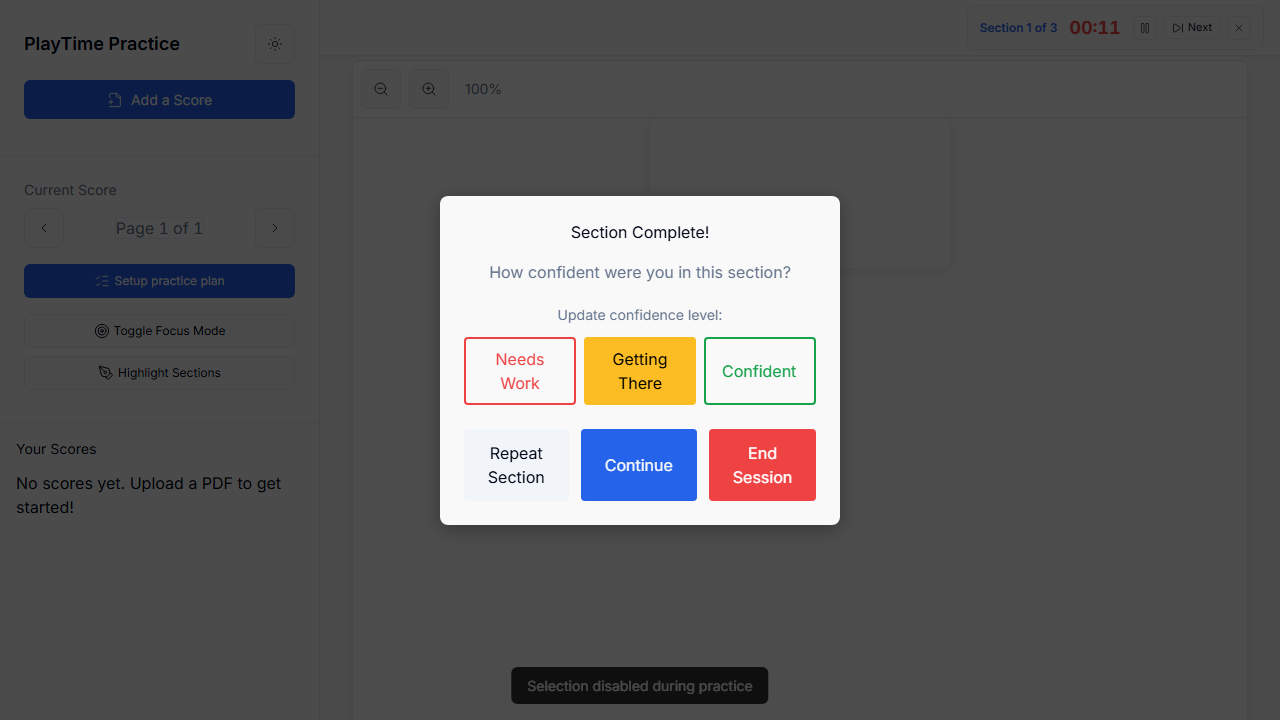 PlayTime Practice
Add a Score
Current Score
Page 1 of 1
Setup practice plan
Toggle Focus Mode
Highlight Sections
Your Scores
No scores yet. Upload a PDF to get
started!
Section 1 of 3
00:11
Next
100%
Section Complete!
How confident were you in this section?
Update confidence level:
Needs
Work
Getting
There
Confident
Repeat
Section
Continue
End
Session
Selection disabled during practice